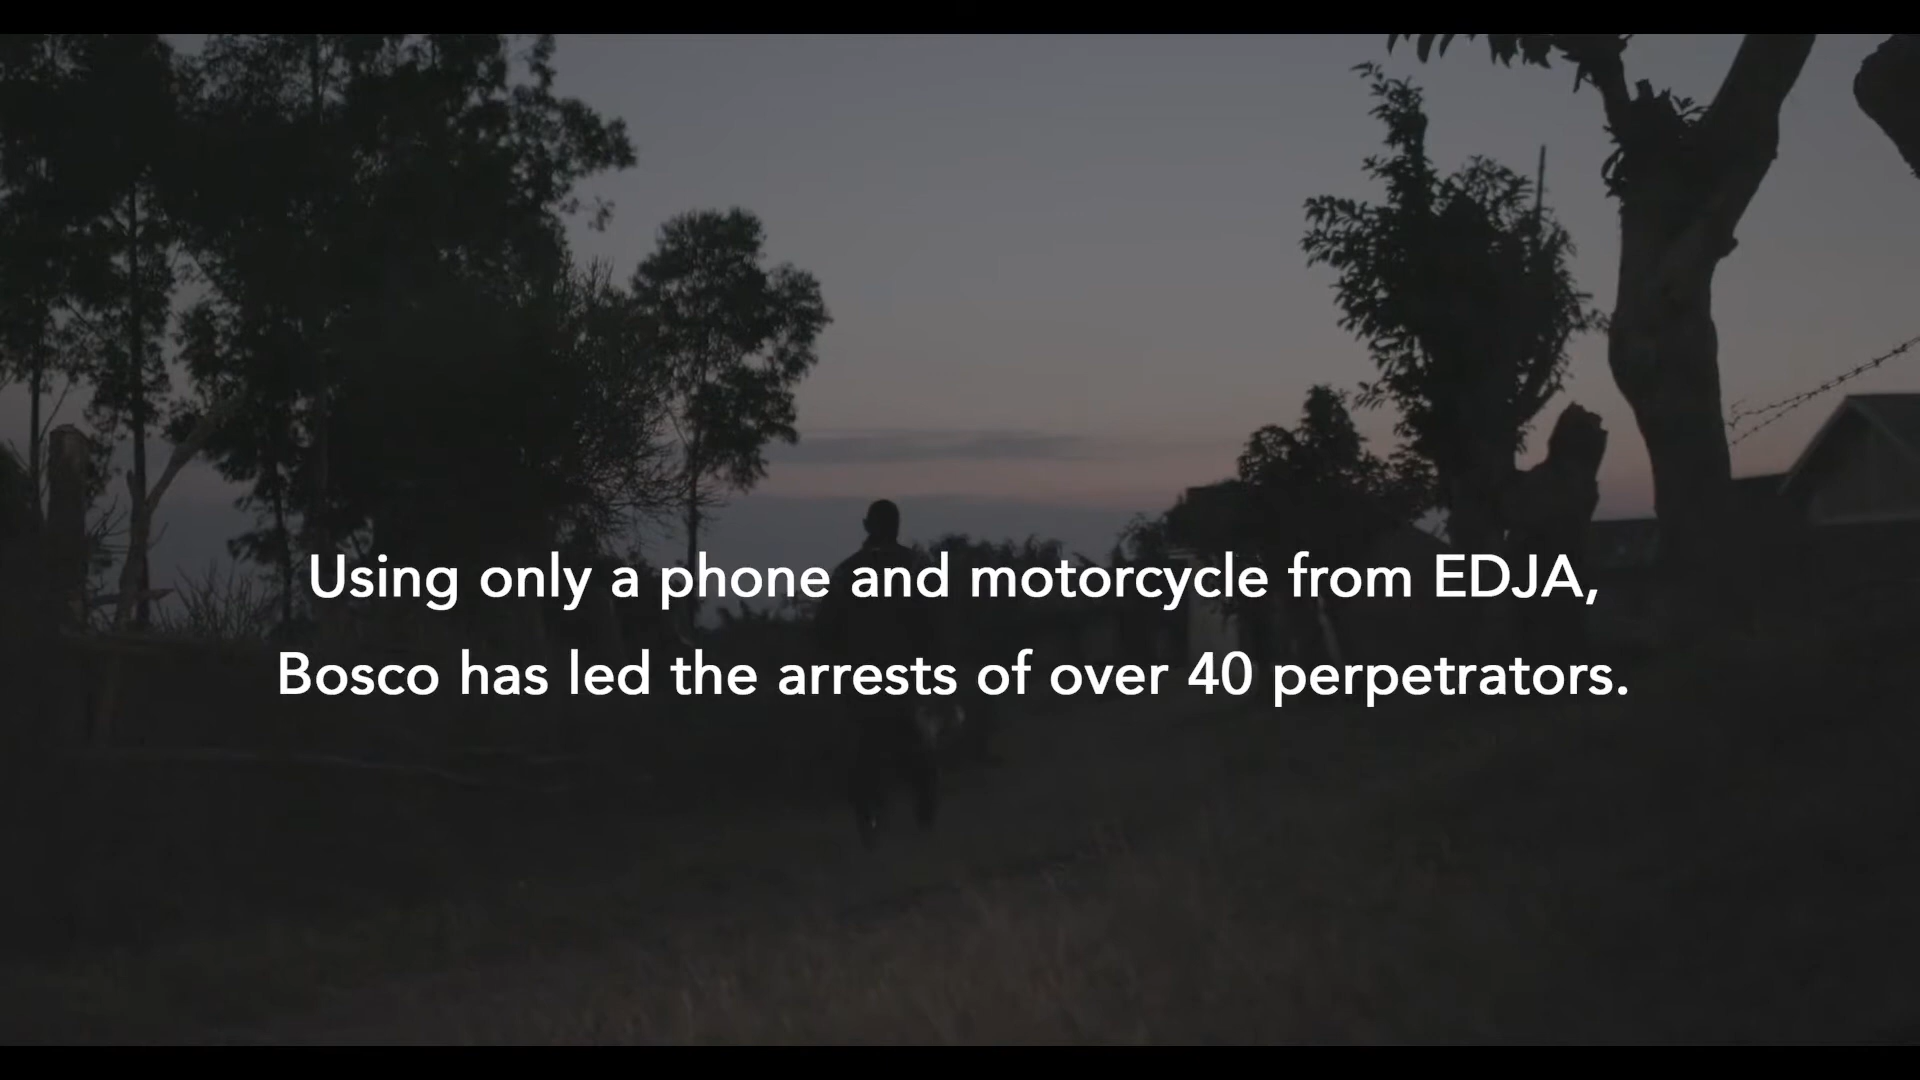 Using only a phone and motorcycle from EDJA,
Bosco has led the arrests of over 40 perpetrators.